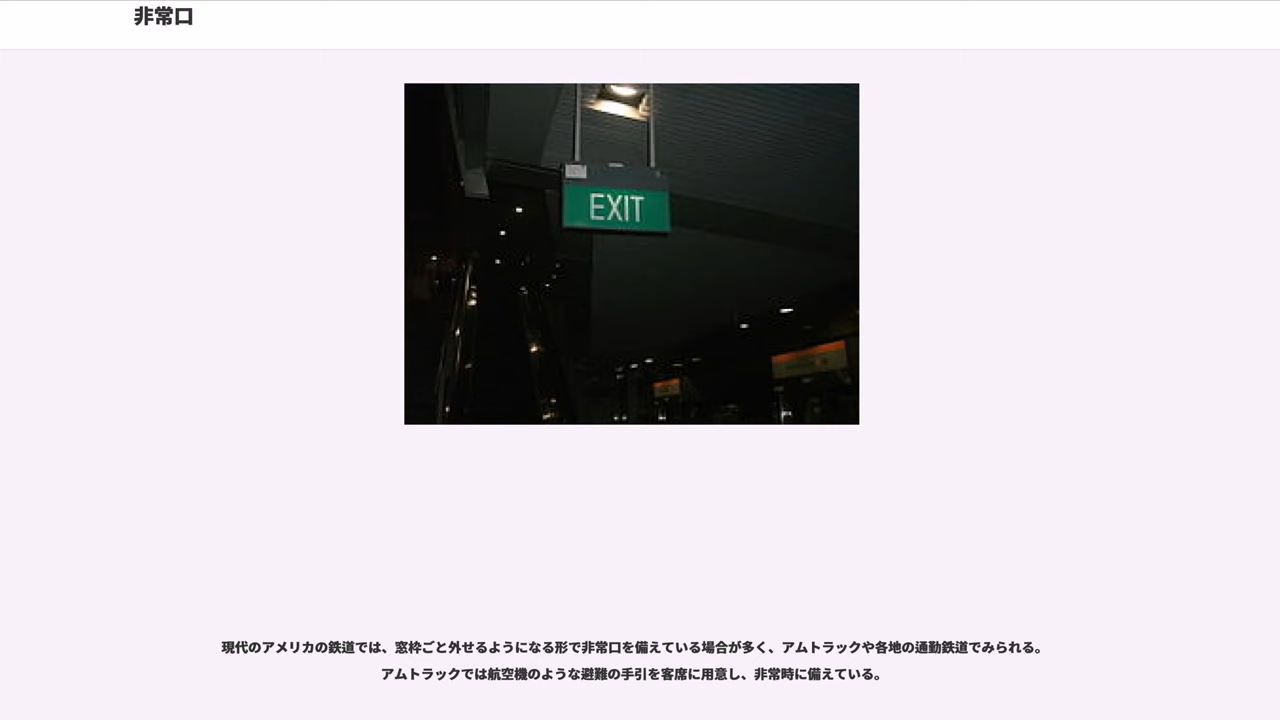 非常口
EXIT
現代のアメリカの鉄道では、窓枠ごと外せるようになる形で非常口を備えている場合が多く、アムトラックや各地の通勤鉄道でみられる。
アムトラックでは航空機のような避難の手引を客席に用意し、非常時に備えている。